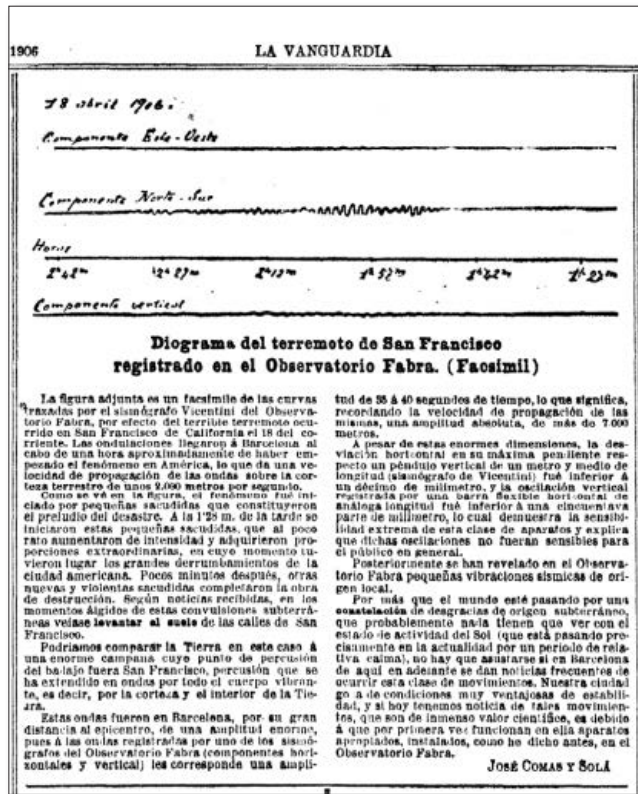 1906
LA VANGUARDIA
18 abril 1906.
Componente Este-Oeste
Componente Norte-Sur
Horas
2h 27m
1h 57m
1h 42m
1h 27m
Componente vertical
Diograma del terremoto de San Francisco
registrado en el Observatorio Fabra. (Facsimil)
La figura adjunta es un facsimile de las curvas
trazadas por el sismógrafo Vicentini del Observa-
torio Fabra, por efecto del terrible terremoto ocu-
rrido en San Francisco de California el 18 del co-
rriente. Las ondulaciones llegaron á Barcelona al
cabo de una hora aproximadamente de haber em-
pezado el fenómeno en América, lo que da una ve-
locidad de propagación de las ondas sobre la cor-
teza terrestre de unos 2.060 metros por segundo.
Como se vé en la figura, el fenómeno fué ini-
ciado por pequeñas sacudidas que constituyeron
el preludio del desastre. A la 1'28 m. de la tarde se
iniciaron estas pequeñas sacudidas, que al poco
rato aumentaron de intensidad y adquirieron pro-
porciones extraordinarias, en cuyo momento tu-
vieron lugar los grandes derrumbamientos de la
ciudad americana. Pocos minutos después, otras
nuevas y violentas sacudidas completaron la obra
de destrucción. Según noticias recibidas, en los
momentos álgidos de estas convulsiones subterrá-
neas veíase levantar el suelo de las calles de San
Francisco.
Podríamos comparar la Tierra en este caso á
una enorme campana cuyo punto de percusión
del badajo fuera San Francisco, percusión que se
ha extendido en ondas por todo el cuerpo vibron-
te, es decir, por la corteza y el interior de la Tie-
rra.
Estas ondas fueron en Barcelona, por su gran
distancia al epicentro, de una amplitud enorme,
pues á las ondas registradas por uno de los sismó-
grafos del Observatorio Fabra (componentes hori-
zontales y vertical) les corresponde una ampli-
tud de 38 á 40 segundos de tiempo, lo que significa,
recordando la velocidad de propagación de las
mismas, una amplitud absoluta, de más de 7.000
metros.
A pesar de estas enormes dimensiones, la des-
viación horizontal en su máxima pendiente res-
pecto un péndulo vertical de un metro y medio de
longitud (sismógrafo de Vicentini) fué inferior á
un décimo de milímetro, y la oscilación vertical
registrada por una barra flexible horizontal de
análoga longitud fué inferior á una cincuentava
parte de milímetro, lo cual demuestra la sensibi-
lidad extrema de esta clase de aparatos y explica
que dichas oscilaciones no fueran sensibles para
el público en general.
Posteriormente se han revelado en el Observa-
torio Fabra pequeñas vibraciones sísmicas de ori-
gen local.
Por más que el mundo esté pasando por una
constelación de desgracias de origen subterráneo,
que probablemente nada tienen que ver con el
estado de actividad del Sol (que está pasando pre-
cisamente en la actualidad por un período de rela-
tiva calma), no hay que asustarse si en Barcelona
de aquí en adelante se dan noticias frecuentes de
ocurrir esta clase de movimientos. Nuestra ciudad
go a de condiciones muy ventajosas de estabili-
dad, y si hoy tenemos noticia de tales movimien-
tos, que son de inmenso valor científico, es debido
á que por primera vez funcionan en ella aparatos
apropiados, instalados, como he dicho antes, en el
Observatorio Fabra.
JOSÉ COMAS Y SOLÁ